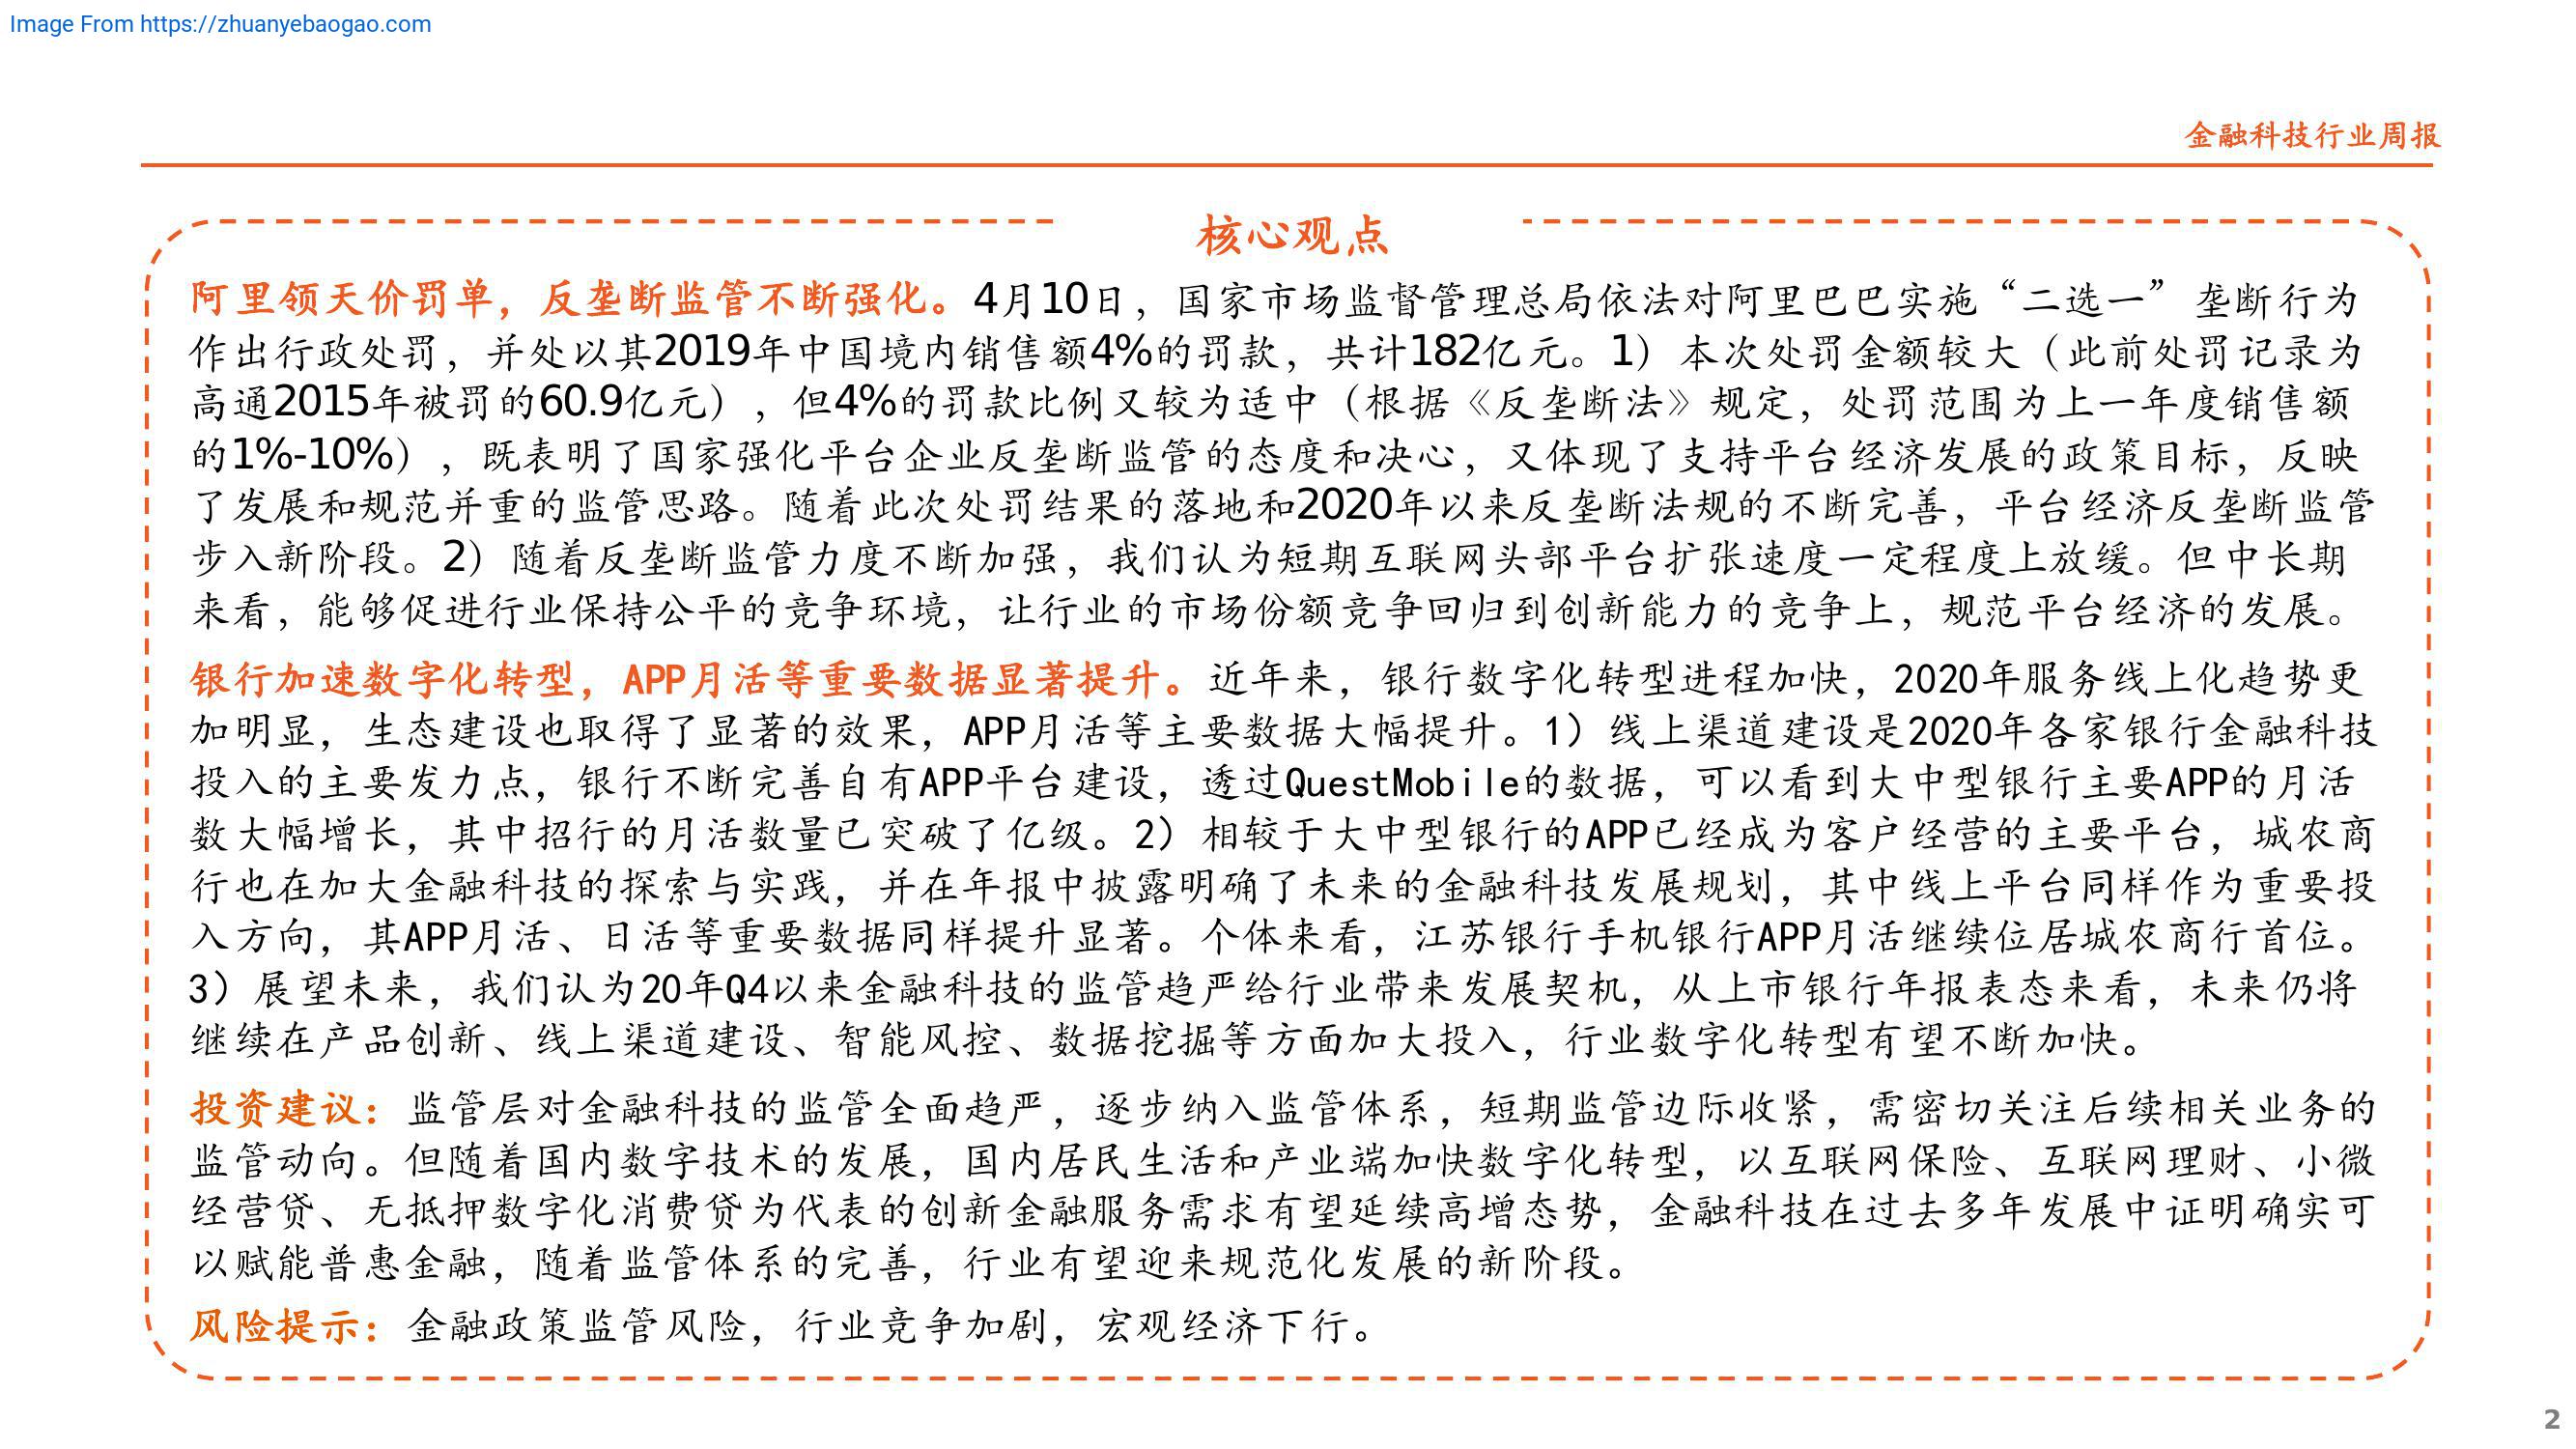 Image From https://zhuanyebaogao.com
金融科技行业周报
核心观点
阿里领天价罚单，反垄断监管不断强化。4月10日，国家市场监督管理总局依法对阿里巴巴实施“二选一”垄断行为
作出行政处罚，并处以其2019年中国境内销售额4%的罚款，共计182亿元。1）本次处罚金额较大（此前处罚记录为
高通2015年被罚的60.9亿元），但4%的罚款比例又较为适中（根据《反垄断法》规定，处罚范围为上一年度销售额
的1%-10%），既表明了国家强化平台企业反垄断监管的态度和决心，又体现了支持平台经济发展的政策目标，反映
了发展和规范并重的监管思路。随着此次处罚结果的落地和2020年以来反垄断法规的不断完善，平台经济反垄断监管
步入新阶段。2）随着反垄断监管力度不断加强，我们认为短期互联网头部平台扩张速度一定程度上放缓。但中长期
来看，能够促进行业保持公平的竞争环境，让行业的市场份额竞争回归到创新能力的竞争上，规范平台经济的发展。
银行加速数字化转型，APP月活等重要数据显著提升。近年来，银行数字化转型进程加快，2020年服务线上化趋势更
加明显，生态建设也取得了显著的效果，APP月活等主要数据大幅提升。1）线上渠道建设是2020年各家银行金融科技
投入的主要发力点，银行不断完善自有APP平台建设，透过QuestMobile的数据，可以看到大中型银行主要APP的月活
数大幅增长，其中招行的月活数量已突破了亿级。2）相较于大中型银行的APP已经成为客户经营的主要平台，城农商
行也在加大金融科技的探索与实践，并在年报中披露明确了未来的金融科技发展规划，其中线上平台同样作为重要投
入方向，其APP月活、日活等重要数据同样提升显著。个体来看，江苏银行手机银行APP月活继续位居城农商行首位。
3）展望未来，我们认为20年Q4以来金融科技的监管趋严给行业带来发展契机，从上市银行年报表态来看，未来仍将
继续在产品创新、线上渠道建设、智能风控、数据挖掘等方面加大投入，行业数字化转型有望不断加快。
投资建议：监管层对金融科技的监管全面趋严，逐步纳入监管体系，短期监管边际收紧，需密切关注后续相关业务的
监管动向。但随着国内数字技术的发展，国内居民生活和产业端加快数字化转型，以互联网保险、互联网理财、小微
经营贷、无抵押数字化消费贷为代表的创新金融服务需求有望延续高增态势，金融科技在过去多年发展中证明确实可
以赋能普惠金融，随着监管体系的完善，行业有望迎来规范化发展的新阶段。
风险提示：金融政策监管风险，行业竞争加剧，宏观经济下行。
2